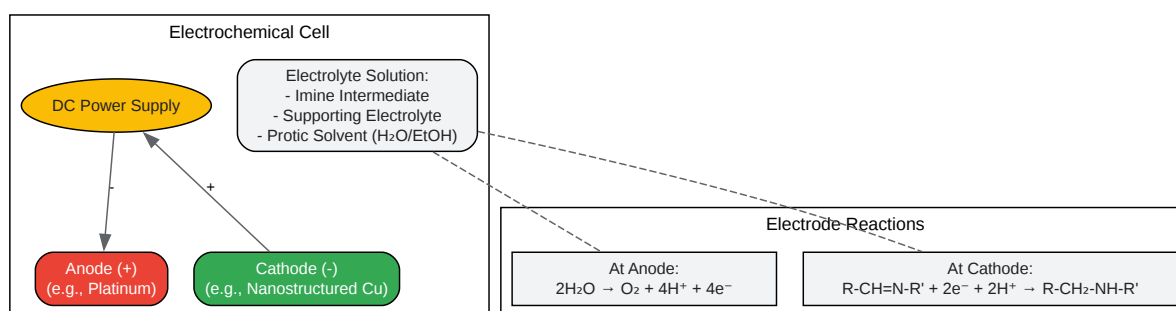 Electrochemical Cell
DC Power Supply
Electrolyte Solution:
- Imine Intermediate
- Supporting Electrolyte
- Protic Solvent (H₂O/EtOH)
-
+
Anode (+)
(e.g., Platinum)
Cathode (-)
(e.g., Nanostructured Cu)
Electrode Reactions
At Anode:
2H₂O → O₂ + 4H⁺ + 4e⁻
At Cathode:
R-CH=N-R' + 2e⁻ + 2H⁺ → R-CH₂-NH-R'